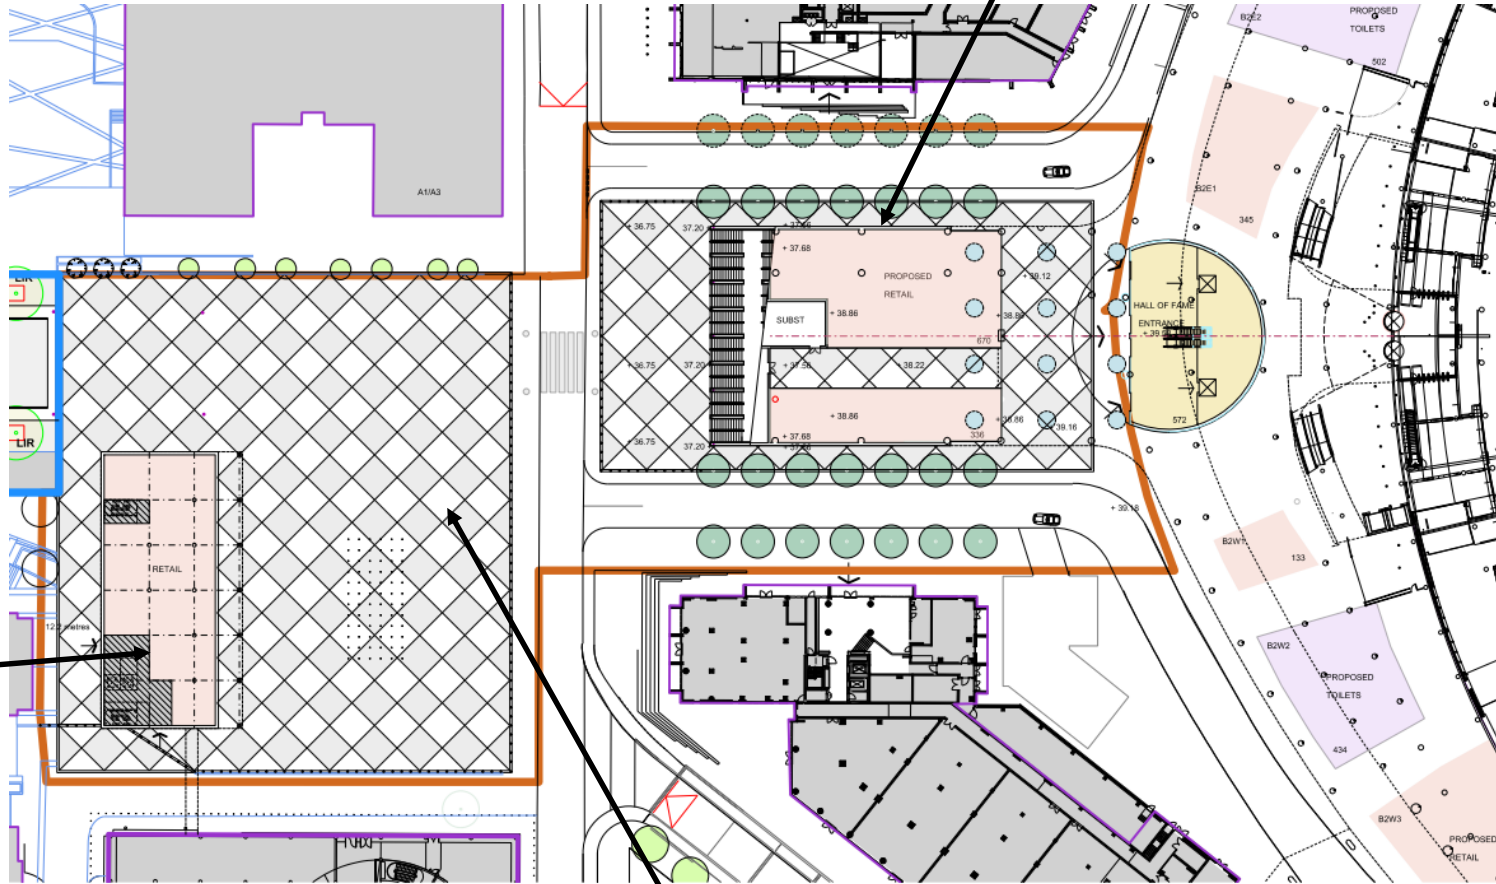 B2E2
PROPOSED
TOILETS
502
A1/A3
B2E1
345
+ 36.75
37.20
+ 37.68
PROPOSED
RETAIL
+ 39.12
LIR
SUBST
+ 38.86
HALL OF FAME
ENTRANCE
670
+ 36.75
37.20
+ 38.22
+ 38.86
+ 38.86
336
39.16
572
+ 36.75
37.20
+ 37.68
LIR
+ 39.18
RETAIL
B2W1
133
12.2 metres
B2W2
PROPOSED
TOILETS
434
B2W3
PROPOSED
RETAIL